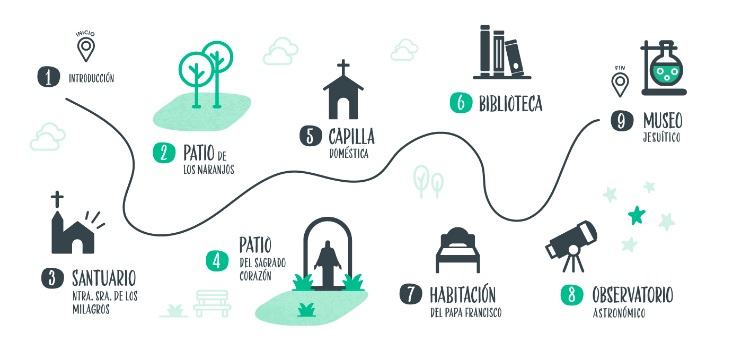 INICIO
1 INTRODUCCIÓN
2 PATIO DE
LOS NARANJOS
3 SANTUARIO
NTRA. SRA. DE LOS
MILAGROS
4 PATIO
DEL SAGRADO
CORAZÓN
5 CAPILLA
DOMÉSTICA
6 BIBLIOTECA
7 HABITACIÓN
DEL PAPA FRANCISCO
8 OBSERVATORIO
ASTRONÓMICO
FIN
9 MUSEO
JESUÍTICO